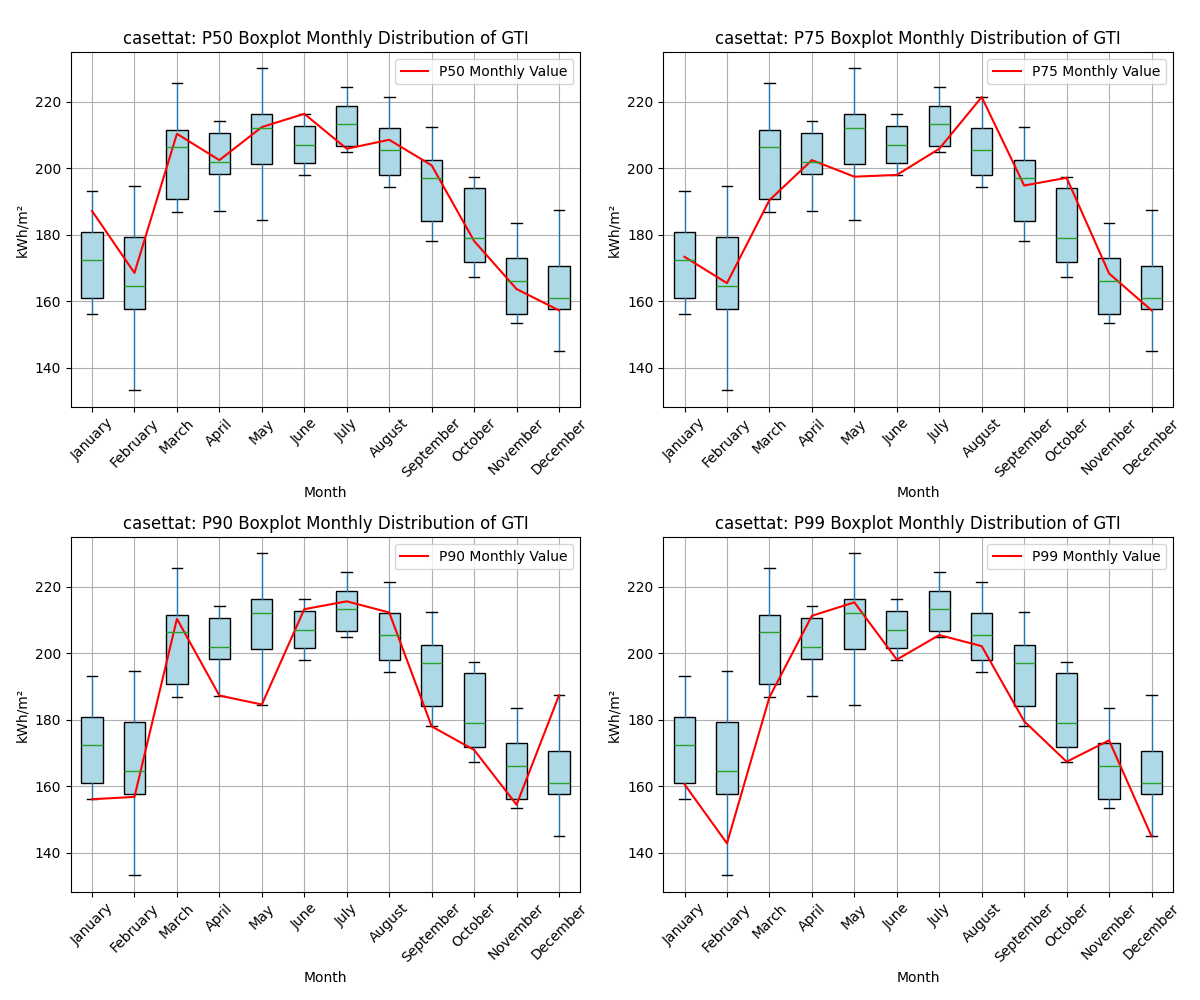 casettat: P50 Boxplot Monthly Distribution of GTI
P50 Monthly Value
220
200
180
160
140
kWh/m²
January
February
March
April
May
June
July
August
September
October
November
December
Month
casettat: P75 Boxplot Monthly Distribution of GTI
P75 Monthly Value
220
200
180
160
140
kWh/m²
January
February
March
April
May
June
July
August
September
October
November
December
Month
casettat: P90 Boxplot Monthly Distribution of GTI
P90 Monthly Value
220
200
180
160
140
kWh/m²
January
February
March
April
May
June
July
August
September
October
November
December
Month
casettat: P99 Boxplot Monthly Distribution of GTI
P99 Monthly Value
220
200
180
160
140
kWh/m²
January
February
March
April
May
June
July
August
September
October
November
December
Month